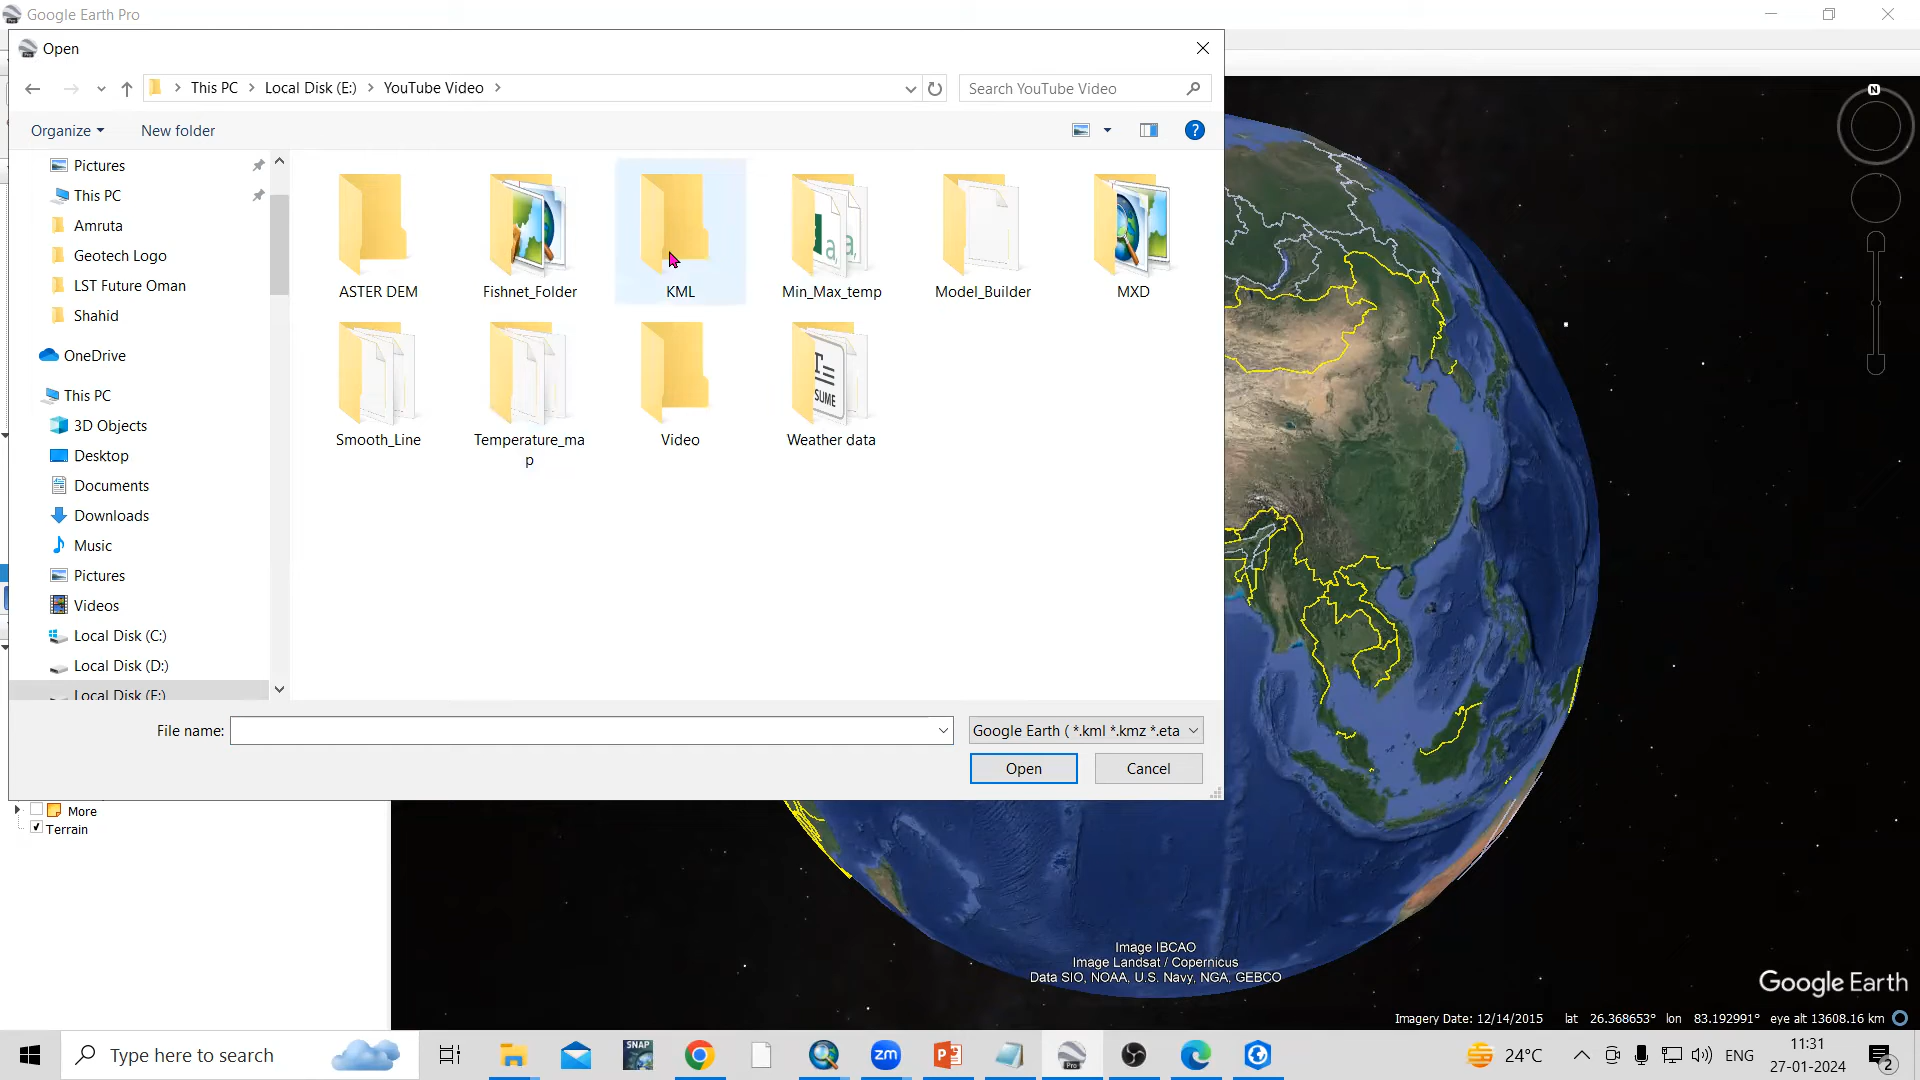 Google Earth Pro
Open
This PC
Local Disk (E:)
YouTube Video
Search YouTube Video
Organize
New folder
Pictures
This PC
Amruta
Geotech Logo
LST Future Oman
Shahid
OneDrive
This PC
3D Objects
Desktop
Documents
Downloads
Music
Pictures
Videos
Local Disk (C:)
Local Disk (D:)
Local Disk (E:)
ASTER DEM
Fishnet_Folder
KML
Min_Max_temp
Model_Builder
MXD
Smooth_Line
Temperature_ma
p
Video
Weather data
File name:
Google Earth ( *.kml *.kmz *.eta
Open
Cancel
More
Terrain
N
Image IBCAO
Image Landsat / Copernicus
Data SIO, NOAA, U.S. Navy, NGA, GEBCO
Google Earth
Imagery Date: 12/14/2015 lat 26.368653° lon 83.192991° eye alt 13608.16 km
Type here to search
SNAP
zm
Pro
24°C
ENG
11:31
27-01-2024
2